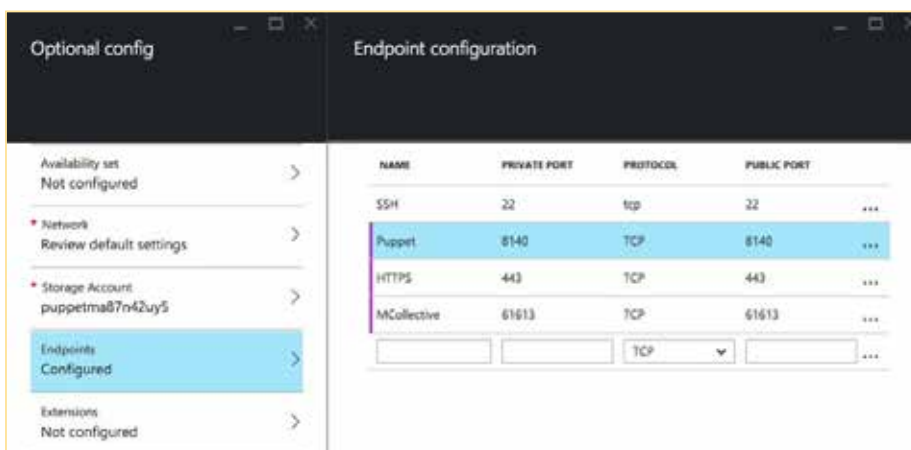 Optional config
Availability set
Not configured
* Network
Review default settings
* Storage Account
puppetma87n42uy5
Endpoints
Configured
Extensions
Not configured
Endpoint configuration
NAME PRIVATE PORT PROTOCOL PUBLIC PORT
SSH 22 tcp 22 ...
Puppet 8140 TCP 8140 ...
HTTPS 443 TCP 443 ...
MCollective 61613 TCP 61613 ...
TCP ...